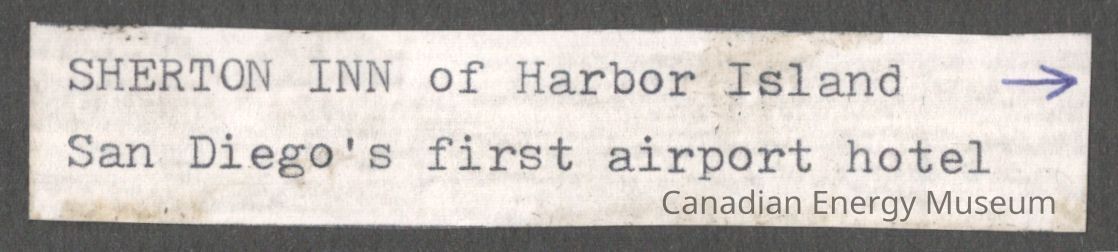 SHERTON INN of Harbor Island →
San Diego's first airport hotel
Canadian Energy Museum